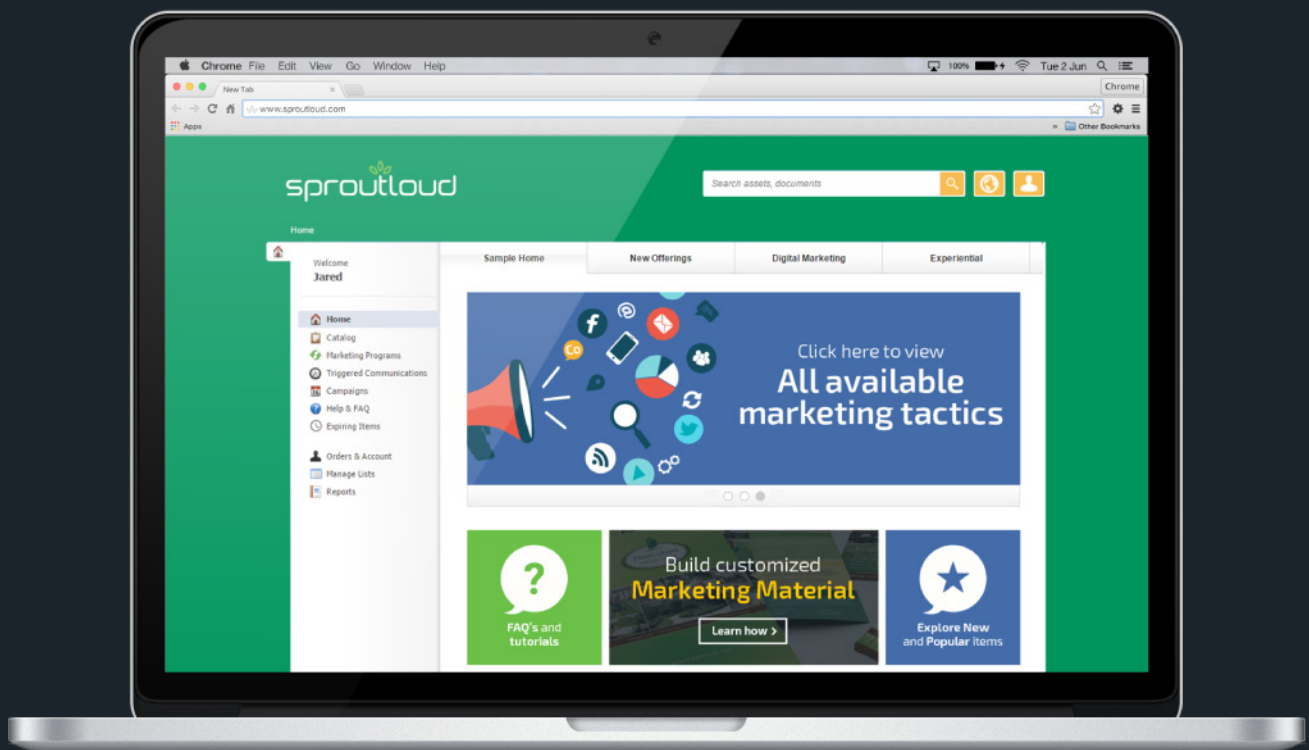 Chrome File Edit View Go Window Help
100% Tue 2 Jun
New Tab
Chrome
www.sproutloud.com
Apps
» Other Bookmarks
sproutloud
Search assets, documents
Home
Welcome
Jared
Home
Catalog
Marketing Programs
Triggered Communications
Campaigns
Help & FAQ
Expiring Items
Orders & Account
Manage Lists
Reports
Sample Home
New Offerings
Digital Marketing
Experiential
Co
Click here to view
All available
marketing tactics
?
FAQ's and
tutorials
Build customized
Marketing Material
Learn how >
Explore New
and Popular items